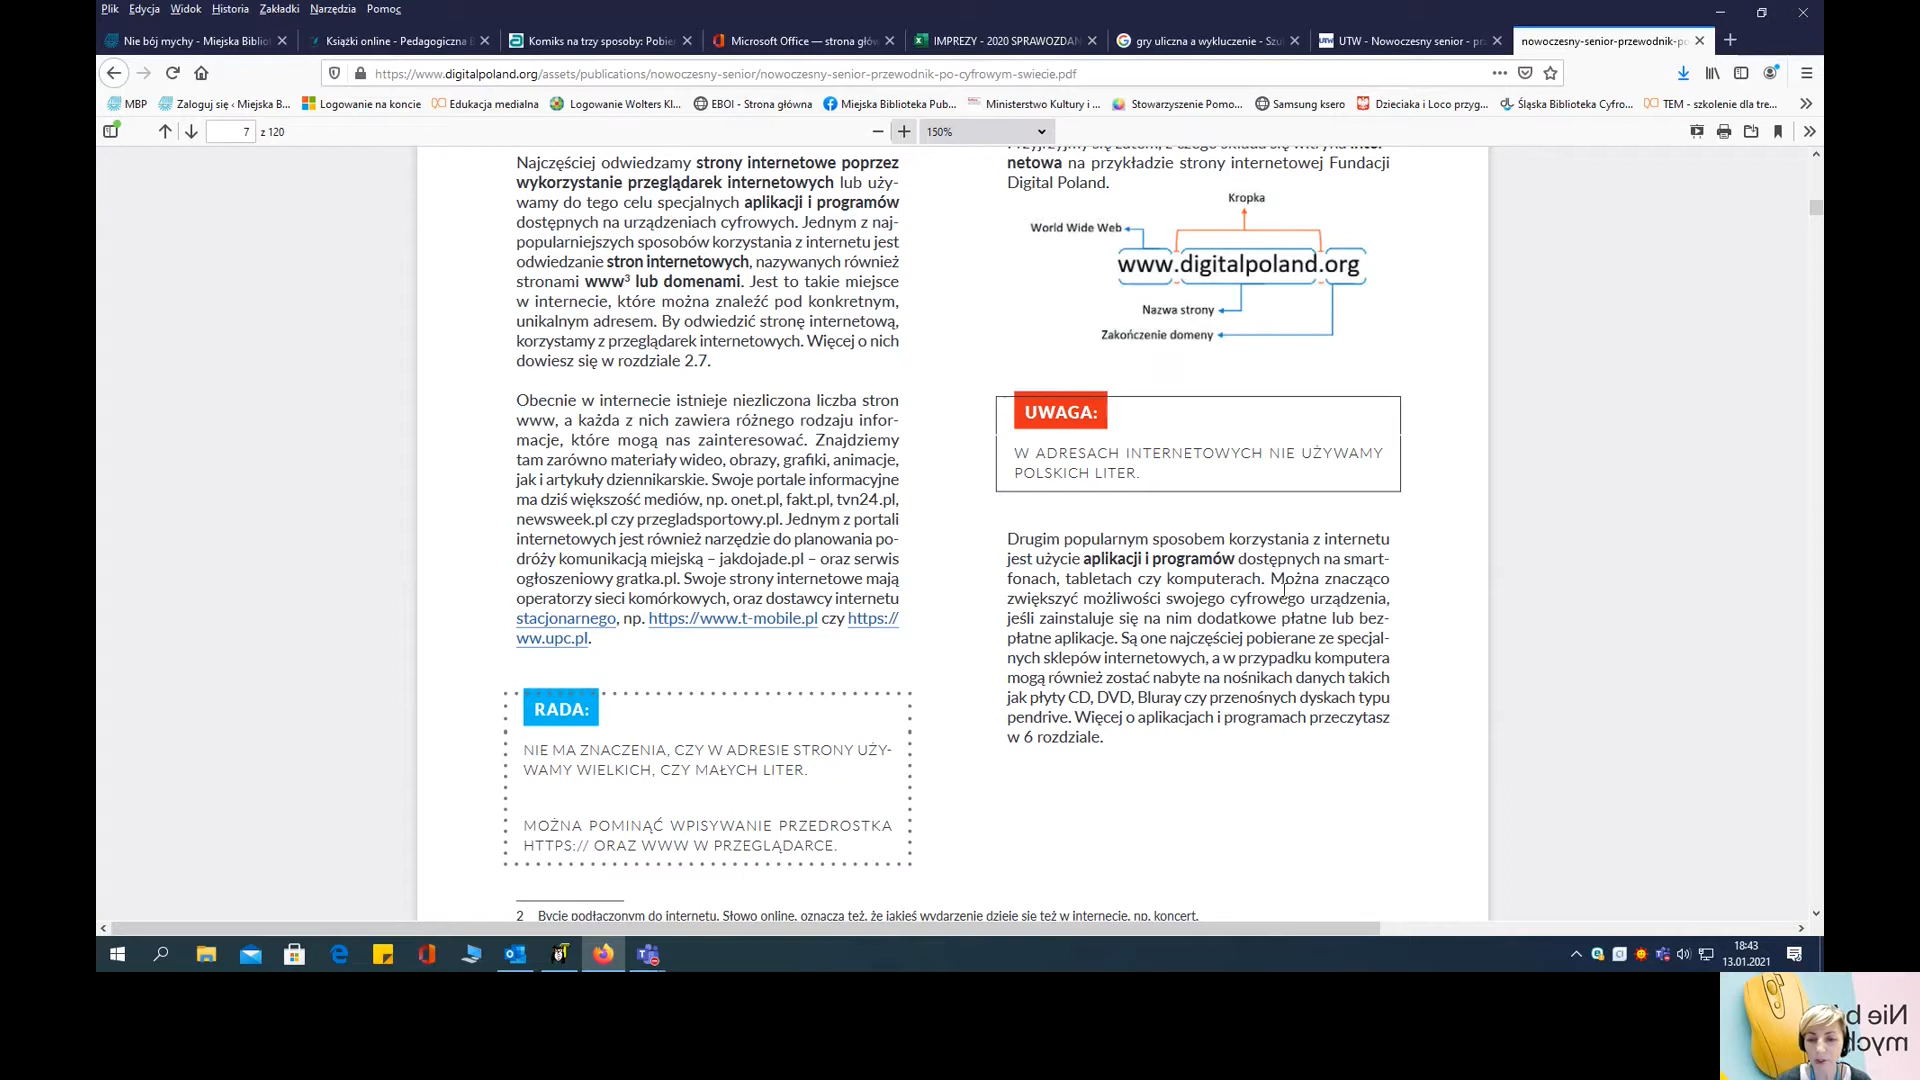 Plik Edycja Widok Historia Zakładki Narzędzia Pomoc
Nie bój mychy - Miejska Bibliot
Książki online - Pedagogiczna B
Komiks na trzy sposoby: Pobier
Microsoft Office — strona głów
IMPREZY - 2020 SPRAWOZDAN
gry uliczna a wykluczenie - Szu
UTW - Nowoczesny senior - prz
nowoczesny-senior-przewodnik-po
https://www.digitalpoland.org/assets/publications/nowoczesny-senior/nowoczesny-senior-przewodnik-po-cyfrowym-swiecie.pdf
MBP
Zaloguj się ‹ Miejska B...
Logowanie na koncie
Edukacja medialna
Logowanie Wolters Kl...
EBOI - Strona główna
Miejska Biblioteka Pub...
Ministerstwo Kultury i ...
Stowarzyszenie Pomo...
Samsung ksero
Dzieciaki i Loco przyg...
Śląska Biblioteka Cyfro...
TEM - szkolenie dla tre...
7 z 120
150%
Najczęściej odwiedzamy strony internetowe poprzez
wykorzystanie przeglądarek internetowych lub uży-
wamy do tego celu specjalnych aplikacji i programów
dostępnych na urządzeniach cyfrowych. Jednym z naj-
popularniejszych sposobów korzystania z internetu jest
odwiedzanie stron internetowych, nazywanych również
stronami www³ lub domenami. Jest to takie miejsce
w internecie, które można znaleźć pod konkretnym,
unikalnym adresem. By odwiedzić stronę internetową,
korzystamy z przeglądarek internetowych. Więcej o nich
dowiesz się w rozdziale 2.7.
Obecnie w internecie istnieje niezliczona liczba stron
www, a każda z nich zawiera różnego rodzaju infor-
macje, które mogą nas zainteresować. Znajdziemy
tam zarówno materiały wideo, obrazy, grafiki, animacje,
jak i artykuły dziennikarskie. Swoje portale informacyjne
ma dziś większość mediów, np. onet.pl, fakt.pl, tvn24.pl,
newsweek.pl czy przegladsportowy.pl. Jednym z portali
internetowych jest również narzędzie do planowania po-
dróży komunikacją miejską – jakdojade.pl – oraz serwis
ogłoszeniowy gratka.pl. Swoje strony internetowe mają
operatorzy sieci komórkowych, oraz dostawcy internetu
stacjonarnego, np. https://www.t-mobile.pl czy https://
ww.upc.pl.
RADA:
NIE MA ZNACZENIA, CZY W ADRESIE STRONY UŻY-
WAMY WIELKICH, CZY MAŁYCH LITER.
MOŻNA POMINĄĆ WPISYWANIE PRZEDROSTKA
HTTPS:// ORAZ WWW W PRZEGLĄDARCE.
2 Bycie podłączonym do internetu. Słowo online, oznacza też, że jakieś wydarzenie dzieje się też w internecie, np. koncert.
Przyjrzyjmy się zatem, z czego składa się witryna inter-
netowa na przykładzie strony internetowej Fundacji
Digital Poland.
Kropka
World Wide Web
www.digitalpoland.org
Nazwa strony
Zakończenie domeny
UWAGA:
W ADRESACH INTERNETOWYCH NIE UŻYWAMY
POLSKICH LITER.
Drugim popularnym sposobem korzystania z internetu
jest użycie aplikacji i programów dostępnych na smart-
fonach, tabletach czy komputerach. Można znacząco
zwiększyć możliwości swojego cyfrowego urządzenia,
jeśli zainstaluje się na nim dodatkowe płatne lub bez-
płatne aplikacje. Są one najczęściej pobierane ze specjal-
nych sklepów internetowych, a w przypadku komputera
mogą również zostać nabyte na nośnikach danych takich
jak płyty CD, DVD, Bluray czy przenośnych dyskach typu
pendrive. Więcej o aplikacjach i programach przeczytasz
w 6 rozdziale.
18:43
13.01.2021
Nie b
mych